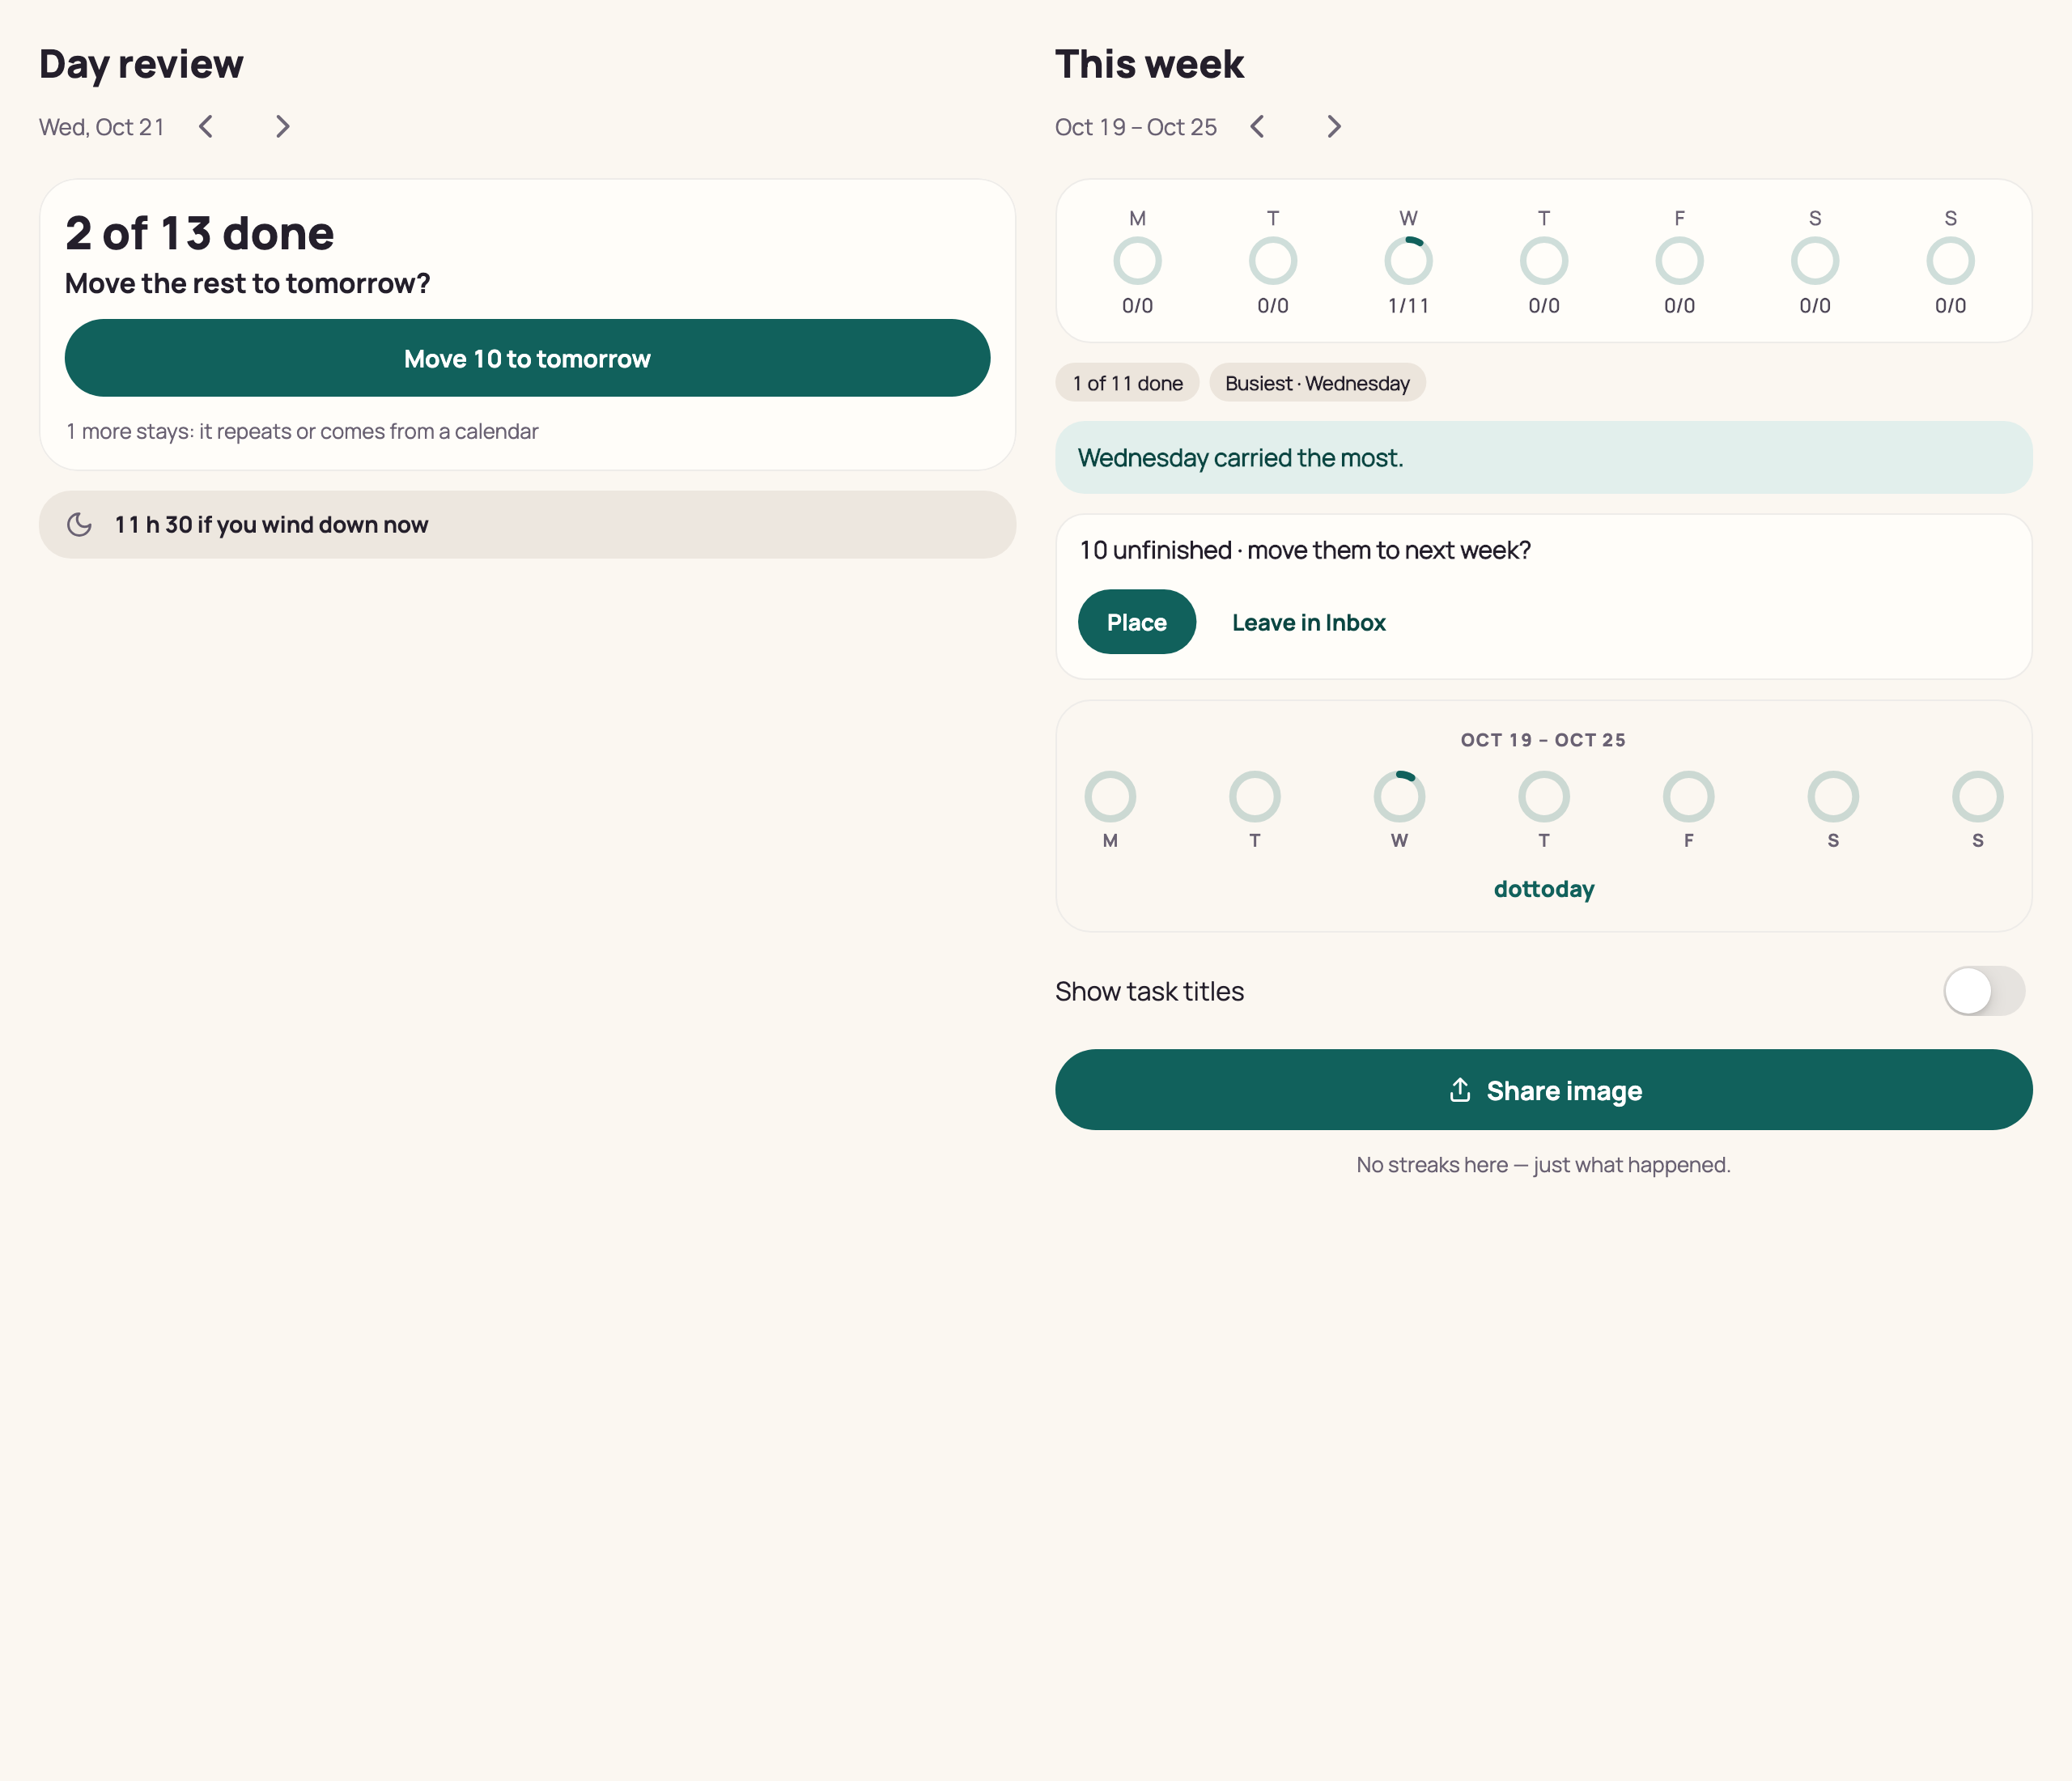 Day review
Wed, Oct 21
2 of 13 done
Move the rest to tomorrow?
Move 10 to tomorrow
1 more stays: it repeats or comes from a calendar
11 h 30 if you wind down now
This week
Oct 19 – Oct 25
M T W T F S S
0/0 0/0 1/11 0/0 0/0 0/0 0/0
1 of 11 done
Busiest · Wednesday
Wednesday carried the most.
10 unfinished · move them to next week?
Place
Leave in Inbox
OCT 19 – OCT 25
M T W T F S S
dottoday
Show task titles
Share image
No streaks here — just what happened.